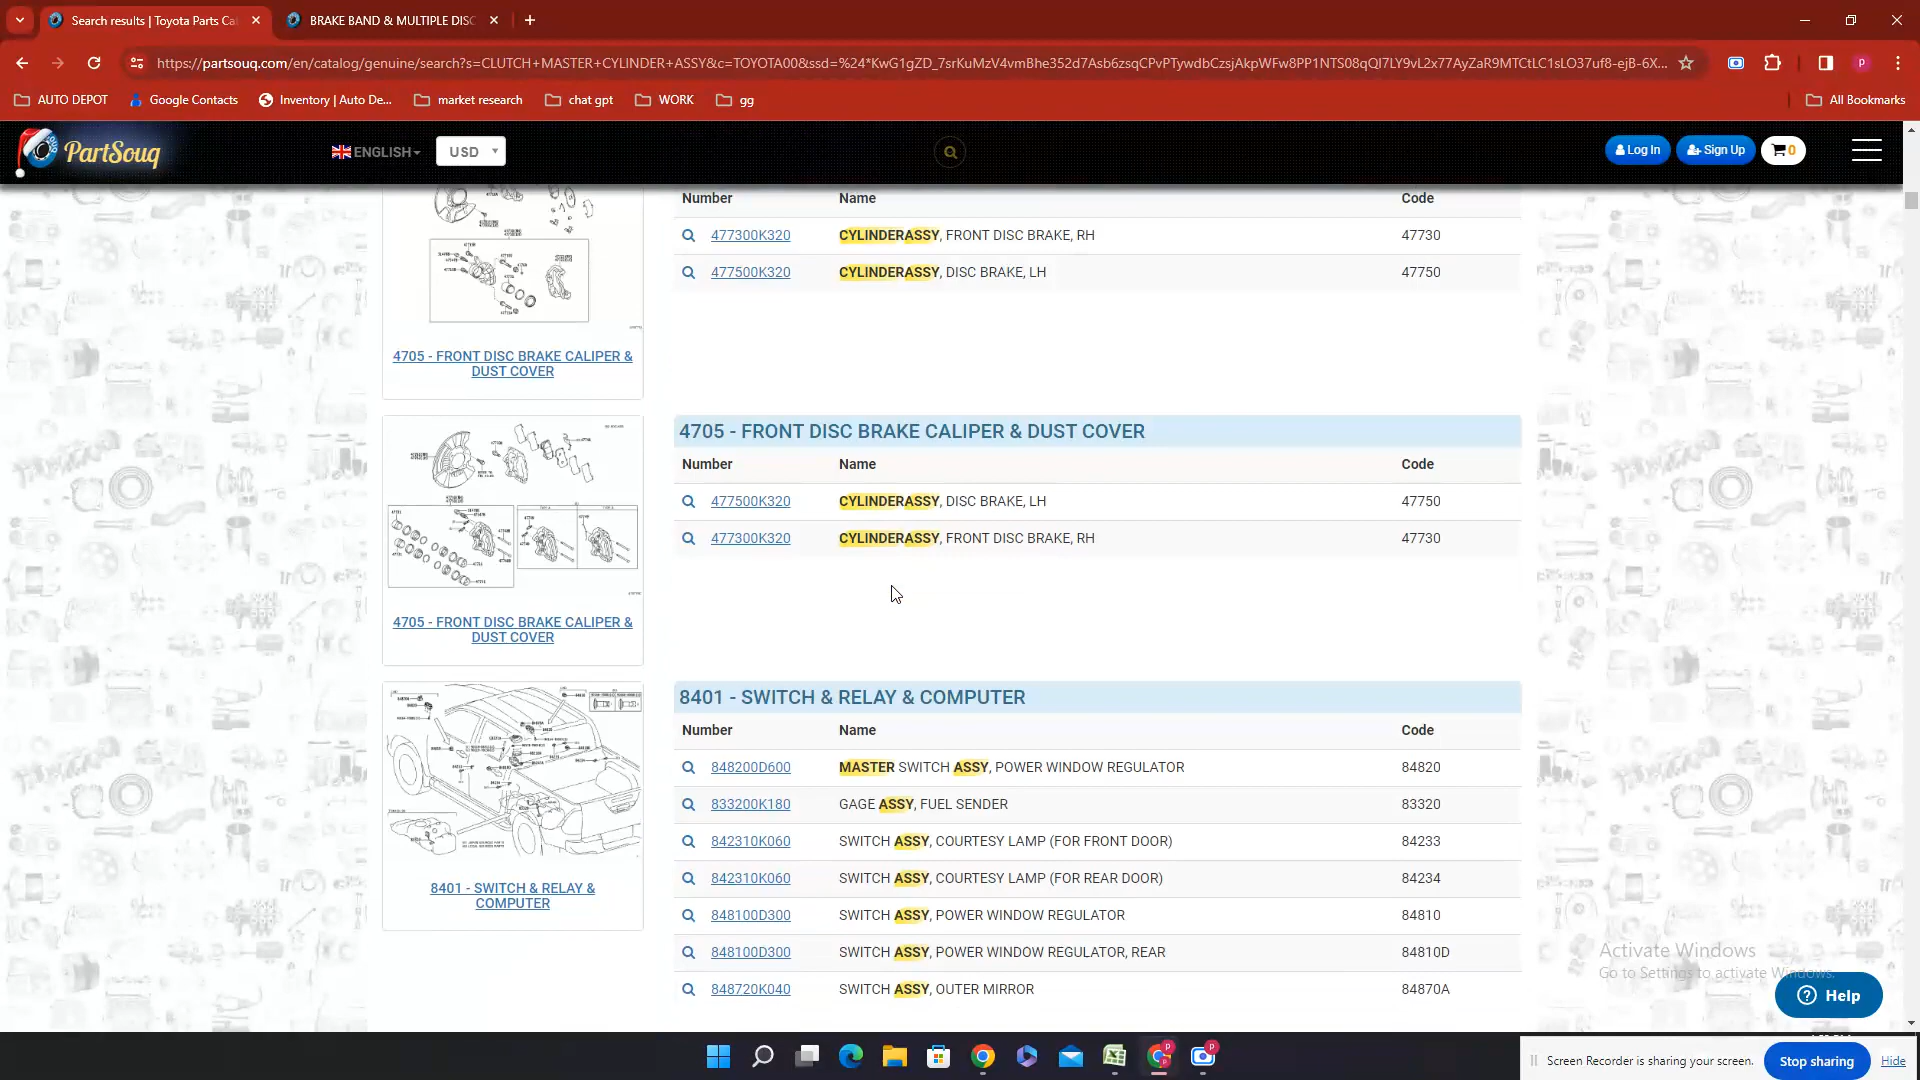 Search results | Toyota Parts Ca
BRAKE BAND & MULTIPLE DISC
https://partsouq.com/en/catalog/genuine/search?s=CLUTCH+MASTER+CYLINDER+ASSY&c=TOYOTA00&ssd=%24*KwG1gZD_7srKuMzV4vmBhe352d7Asb6zsqCPvPTywdbCzsjAkpWFw8PP1NTS08qQQl7LY9vL2x77AyZaR9MTCtLC1sLO37uf8-ejB-6X...
AUTO DEPOT
Google Contacts
Inventory | Auto De...
market research
chat gpt
WORK
gg
All Bookmarks
PartSouq
ENGLISH
USD
Log In
Sign Up
0
Number Name Code
477300K320 CYLINDERASSY, FRONT DISC BRAKE, RH 47730
477500K320 CYLINDERASSY, DISC BRAKE, LH 47750
4705 - FRONT DISC BRAKE CALIPER &
DUST COVER
4705 - FRONT DISC BRAKE CALIPER & DUST COVER
Number Name Code
477500K320 CYLINDERASSY, DISC BRAKE, LH 47750
477300K320 CYLINDERASSY, FRONT DISC BRAKE, RH 47730
4705 - FRONT DISC BRAKE CALIPER &
DUST COVER
8401 - SWITCH & RELAY & COMPUTER
Number Name Code
848200D600 MASTER SWITCH ASSY, POWER WINDOW REGULATOR 84820
833200K180 GAGE ASSY, FUEL SENDER 83320
842310K060 SWITCH ASSY, COURTESY LAMP (FOR FRONT DOOR) 84233
842310K060 SWITCH ASSY, COURTESY LAMP (FOR REAR DOOR) 84234
848100D300 SWITCH ASSY, POWER WINDOW REGULATOR 84810
848100D300 SWITCH ASSY, POWER WINDOW REGULATOR, REAR 84810D
848720K040 SWITCH ASSY, OUTER MIRROR 84870A
8401 - SWITCH & RELAY &
COMPUTER
Activate Windows
Go to Settings to activate Windows.
Help
Screen Recorder is sharing your screen.
Stop sharing
Hide